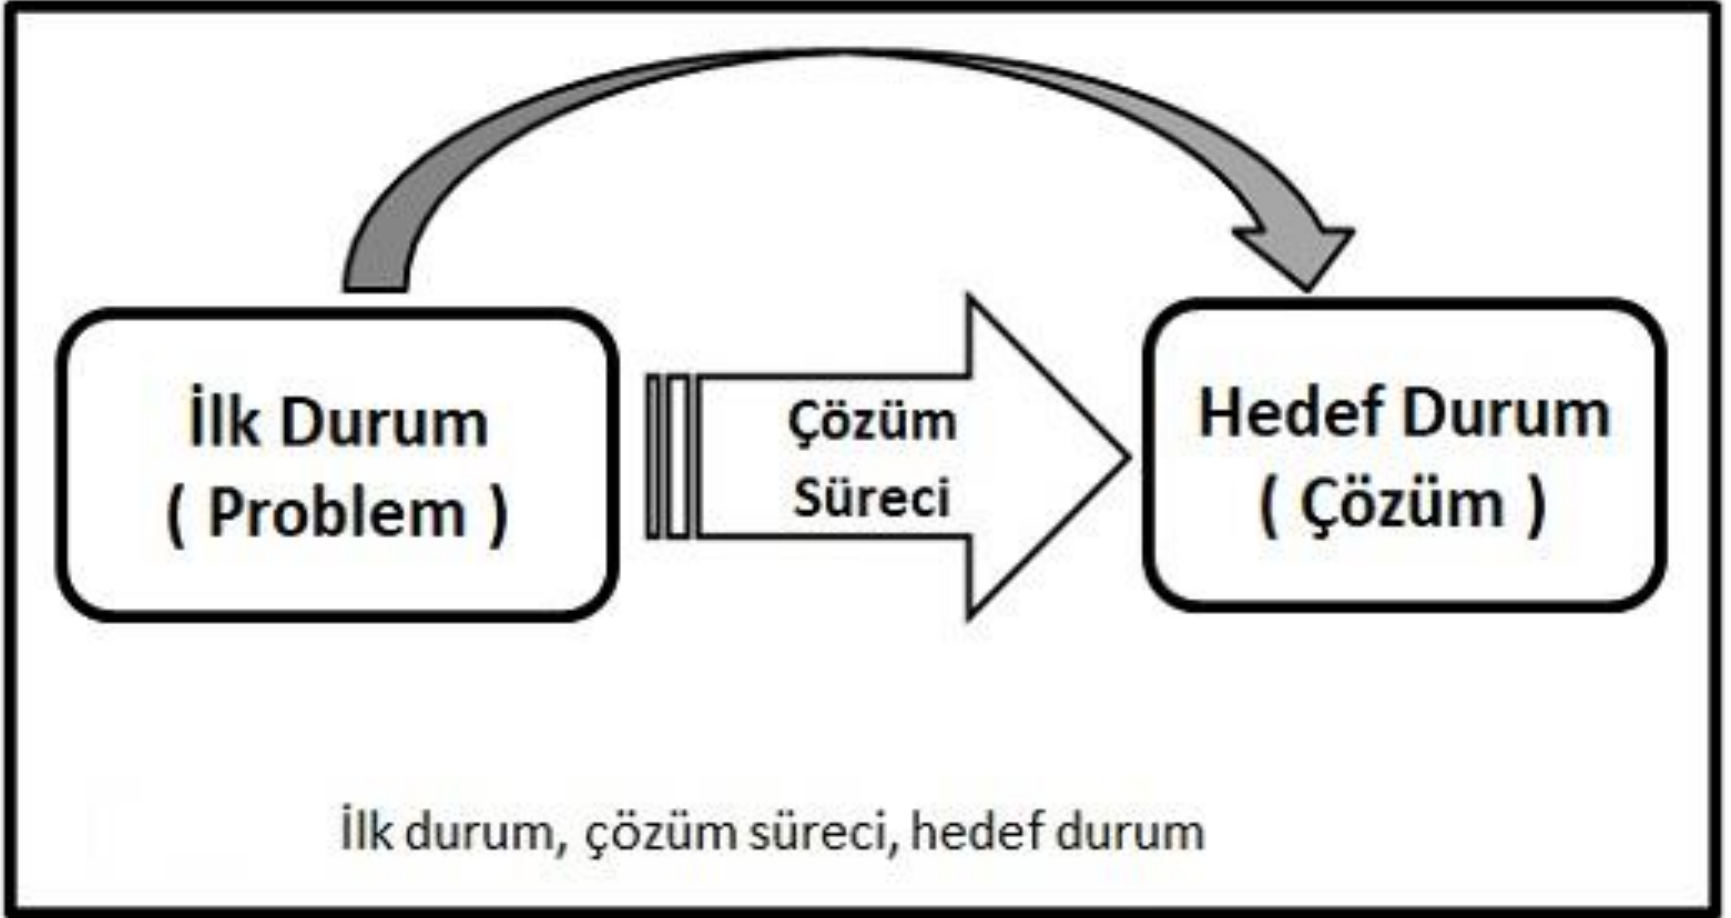 İlk Durum
( Problem )
Çözüm
Süreci
Hedef Durum
( Çözüm )
İlk durum, çözüm süreci, hedef durum